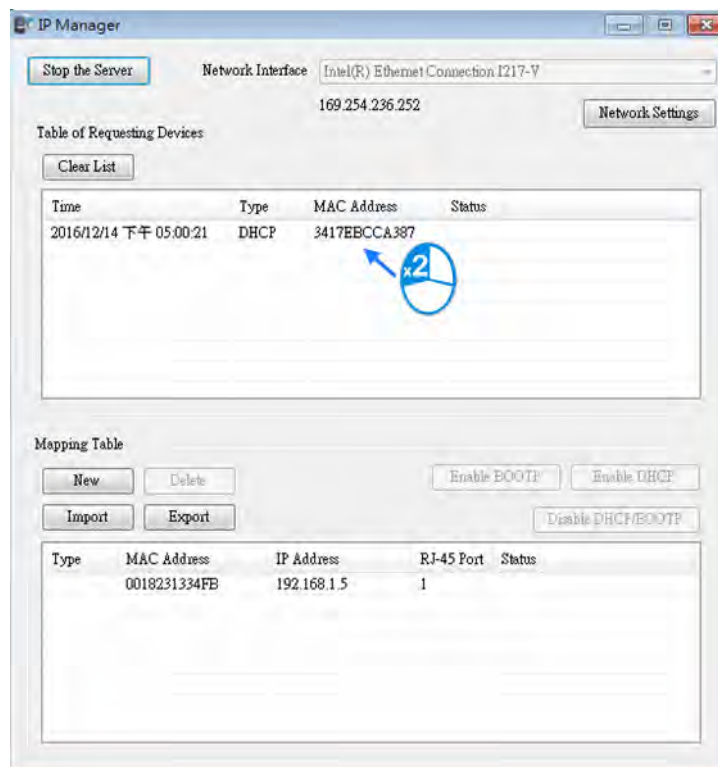 IP Manager
Stop the Server Network Interface Intel(R) Ethernet Connection I217-V
169.254.236.252 Network Settings
Table of Requesting Devices
Clear List
Time Type MAC Address Status
2016/12/14 下午 05:00:21 DHCP 3417EBCCA387
x2
Mapping Table
New Delete Enable BOOTP Enable DHCP
Import Export Disable DHCP/BOOTP
Type MAC Address IP Address RJ-45 Port Status
0018231334FB 192.168.1.5 1